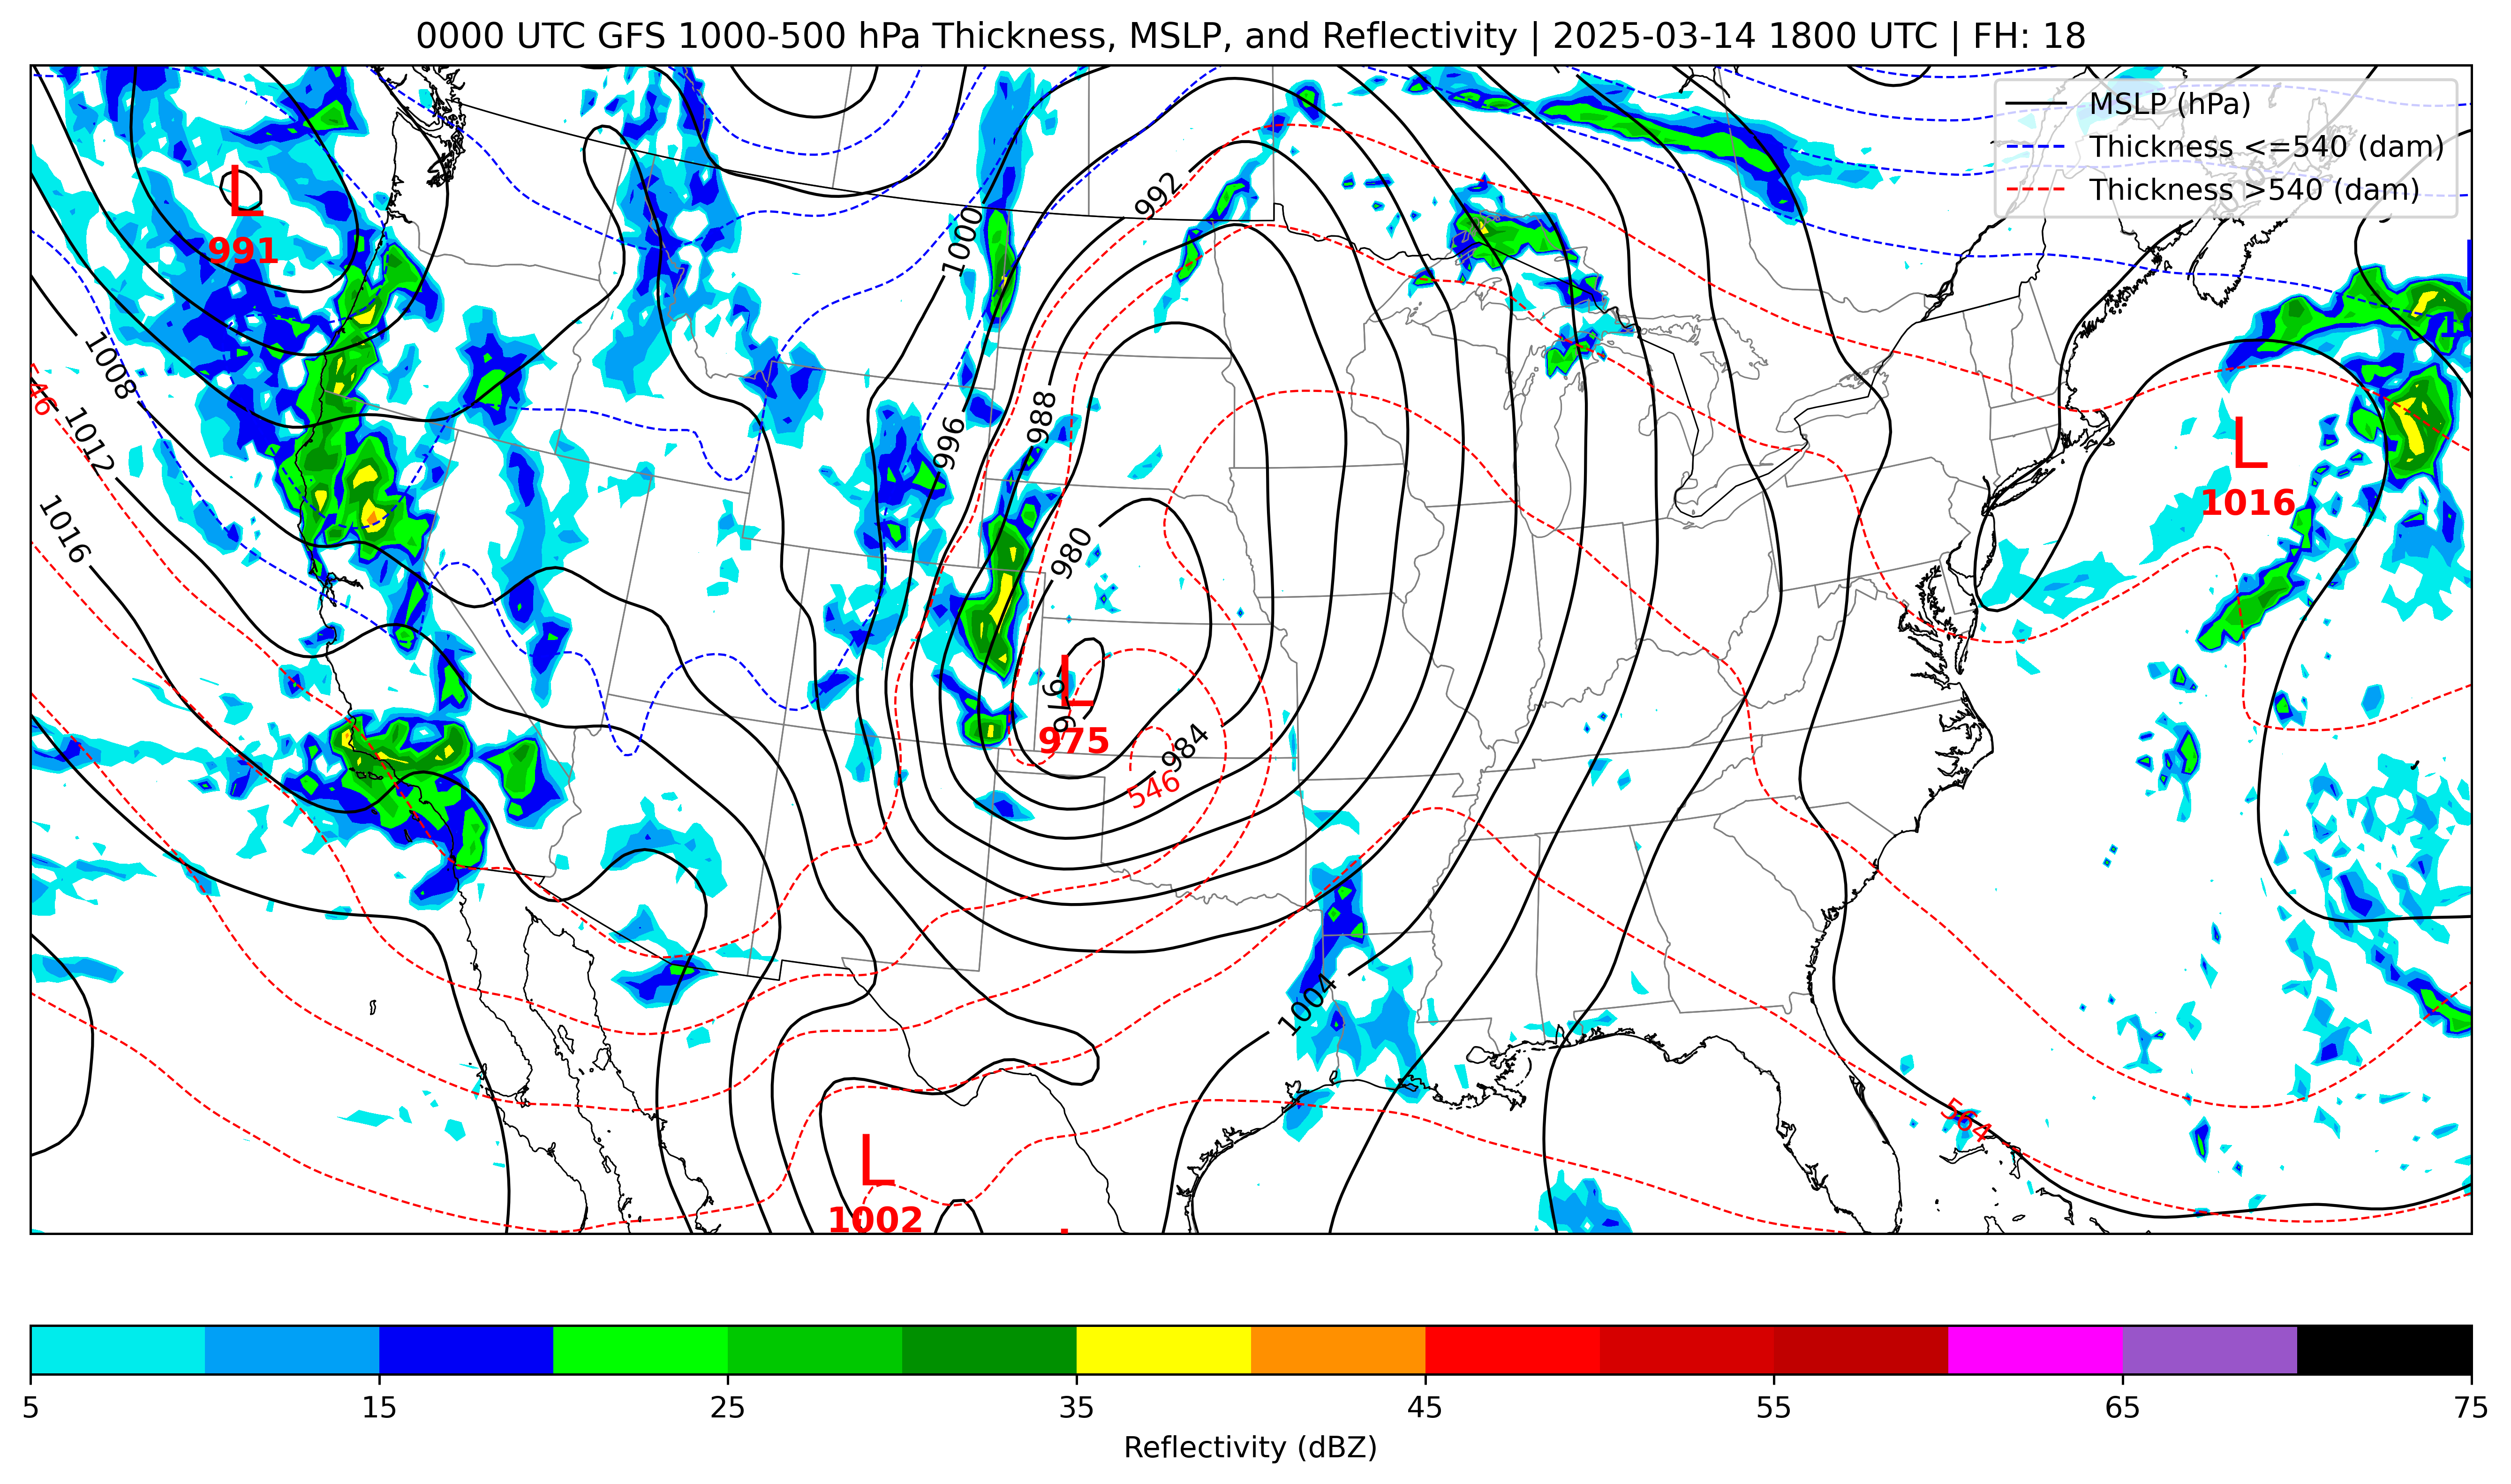 0000 UTC GFS 1000-500 hPa Thickness, MSLP, and Reflectivity | 2025-03-14 1800 UTC | FH: 18
MSLP (hPa)
Thickness <=540 (dam)
Thickness >540 (dam)
992
1000
L
991
1008
546
988
996
1012
L
1016
1016
980
L
976
975
984
546
1004
564
L
1002
5
15
25
35
45
55
65
75
Reflectivity (dBZ)